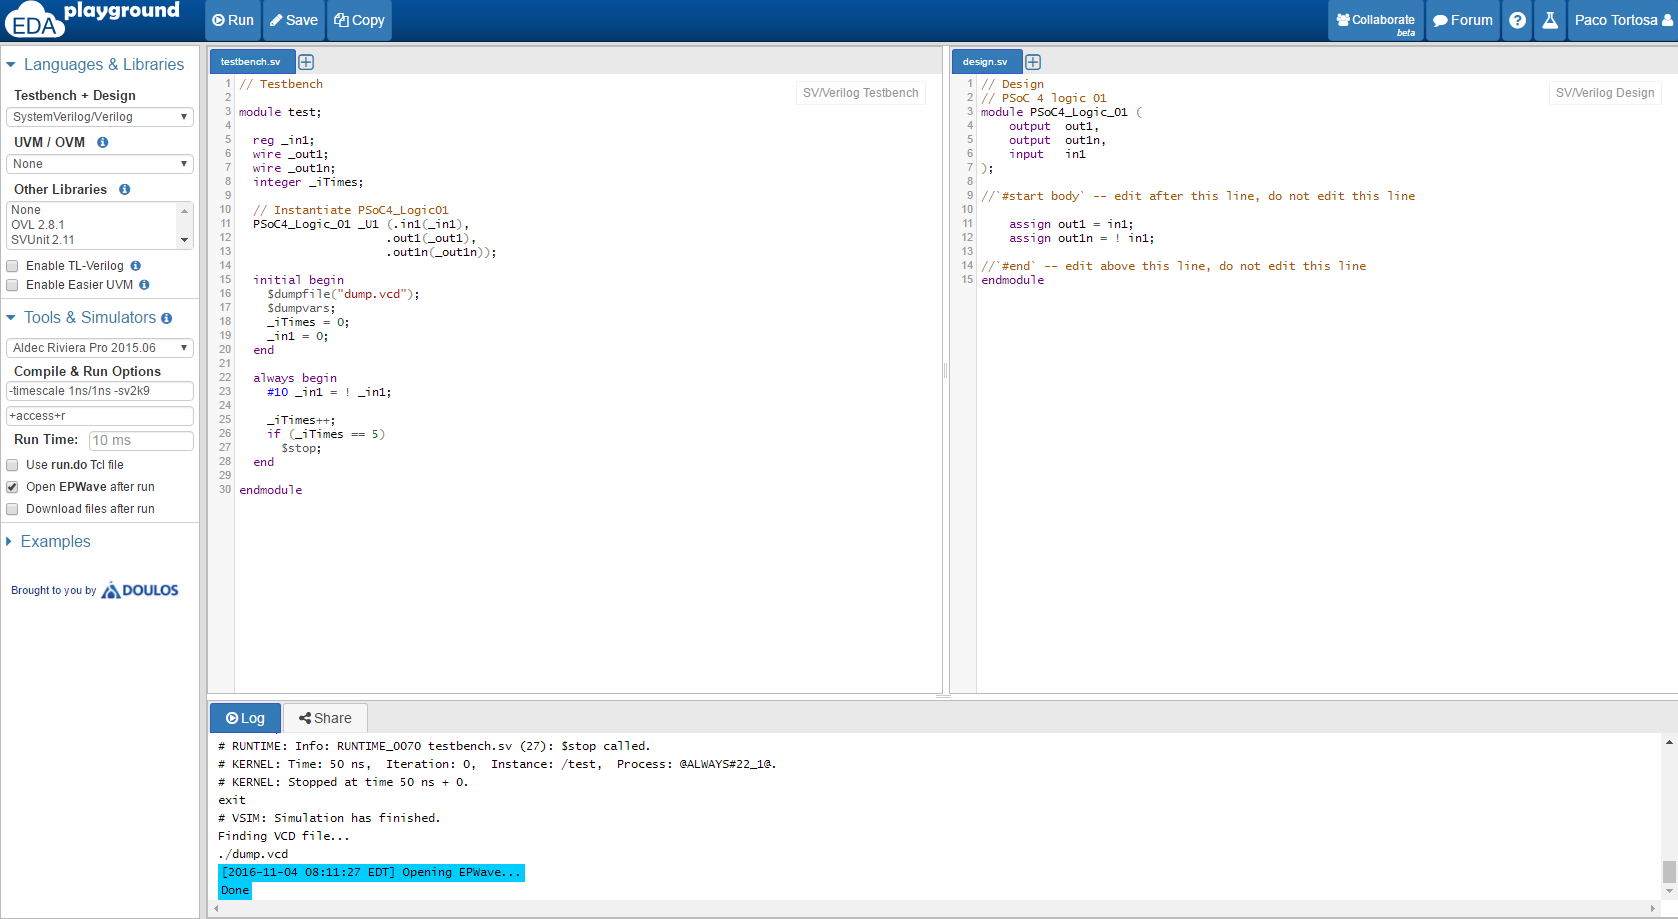 EDA playground
Run
Save
Copy
Collaborate
beta
Forum
?
Paco Tortosa
Languages & Libraries
Testbench + Design
SystemVerilog/Verilog
UVM / OVM
None
Other Libraries
None
OVL 2.8.1
SVUnit 2.11
Enable TL-Verilog
Enable Easier UVM
Tools & Simulators
Aldec Riviera Pro 2015.06
Compile & Run Options
-timescale 1ns/1ns -sv2k9
+access+r
Run Time: 10 ms
Use run.do Tcl file
Open EPWave after run
Download files after run
Examples
Brought to you by DOULOS
testbench.sv
SV/Verilog Testbench
1 // Testbench
2
3 module test;
4
5   reg _in1;
6   wire _out1;
7   wire _out1n;
8   integer _iTimes;
9
10   // Instantiate PSoC4_Logic01
11   PSoC4_Logic_01 _U1 (.in1(_in1),
12                      .out1(_out1),
13                      .out1n(_out1n));
14
15   initial begin
16     $dumpfile("dump.vcd");
17     $dumpvars;
18     _iTimes = 0;
19     _in1 = 0;
20   end
21
22   always begin
23     #10 _in1 = ! _in1;
24
25     _iTimes++;
26     if (_iTimes == 5)
27       $stop;
28   end
29
30 endmodule
design.sv
SV/Verilog Design
1 // Design
2 // PSoC 4 logic 01
3 module PSoC4_Logic_01 (
4     output  out1,
5     output  out1n,
6     input   in1
7 );
8
9 //`#start body` -- edit after this line, do not edit this line
10
11     assign out1 = in1;
12     assign out1n = ! in1;
13
14 //`#end` -- edit above this line, do not edit this line
15 endmodule
Log
Share
# RUNTIME: Info: RUNTIME_0070 testbench.sv (27): $stop called.
# KERNEL: Time: 50 ns,  Iteration: 0,  Instance: /test,  Process: @ALWAYS#22_1@.
# KERNEL: Stopped at time 50 ns + 0.
exit
# VSIM: Simulation has finished.
Finding VCD file...
./dump.vcd
[2016-11-04 08:11:27 EDT] Opening EPWave...
Done